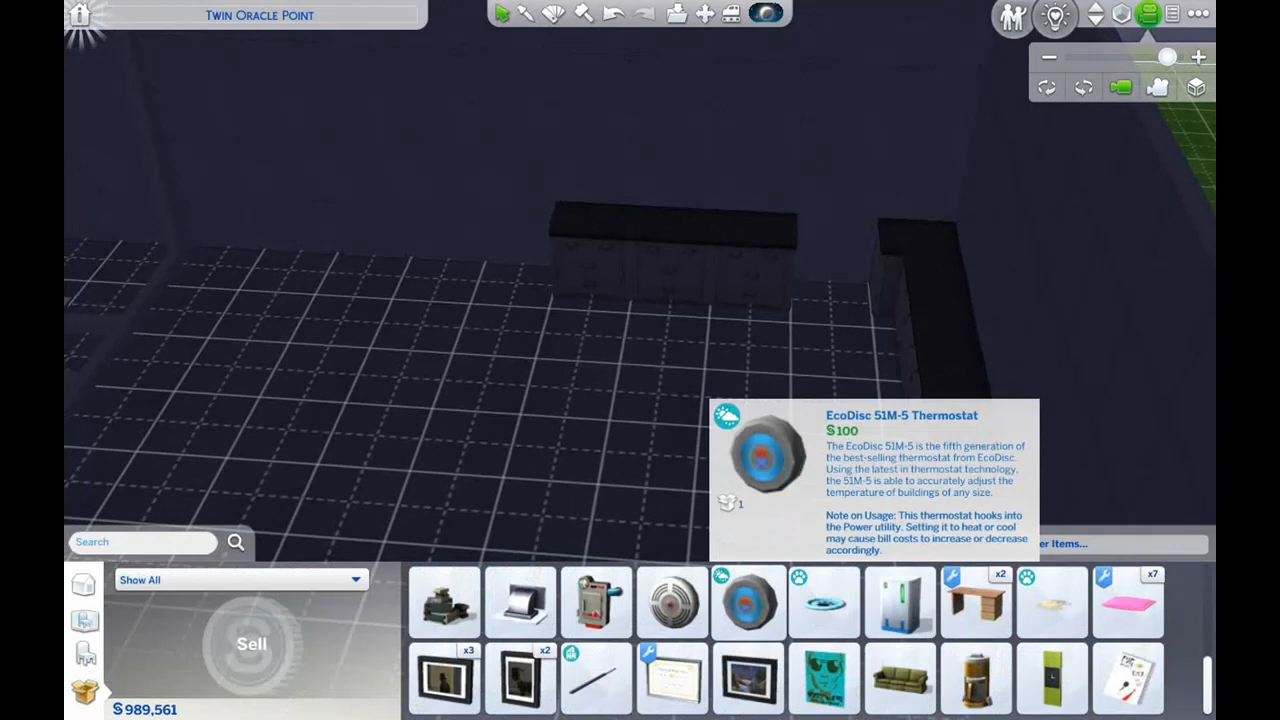 TWIN ORACLE POINT
EcoDisc 51M-5 Thermostat
§100
The EcoDisc 51M-5 is the fifth generation of
the best-selling thermostat from EcoDisc.
Using the latest in thermostat technology,
the 51M-5 is able to accurately adjust the
temperature of buildings of any size.
1
Note on Usage: This thermostat hooks into
the Power utility. Setting it to heat or cool
may cause bill costs to increase or decrease
accordingly.
Search
er Items...
Show All
x2
x7
Sell
x3
x2
§989,561